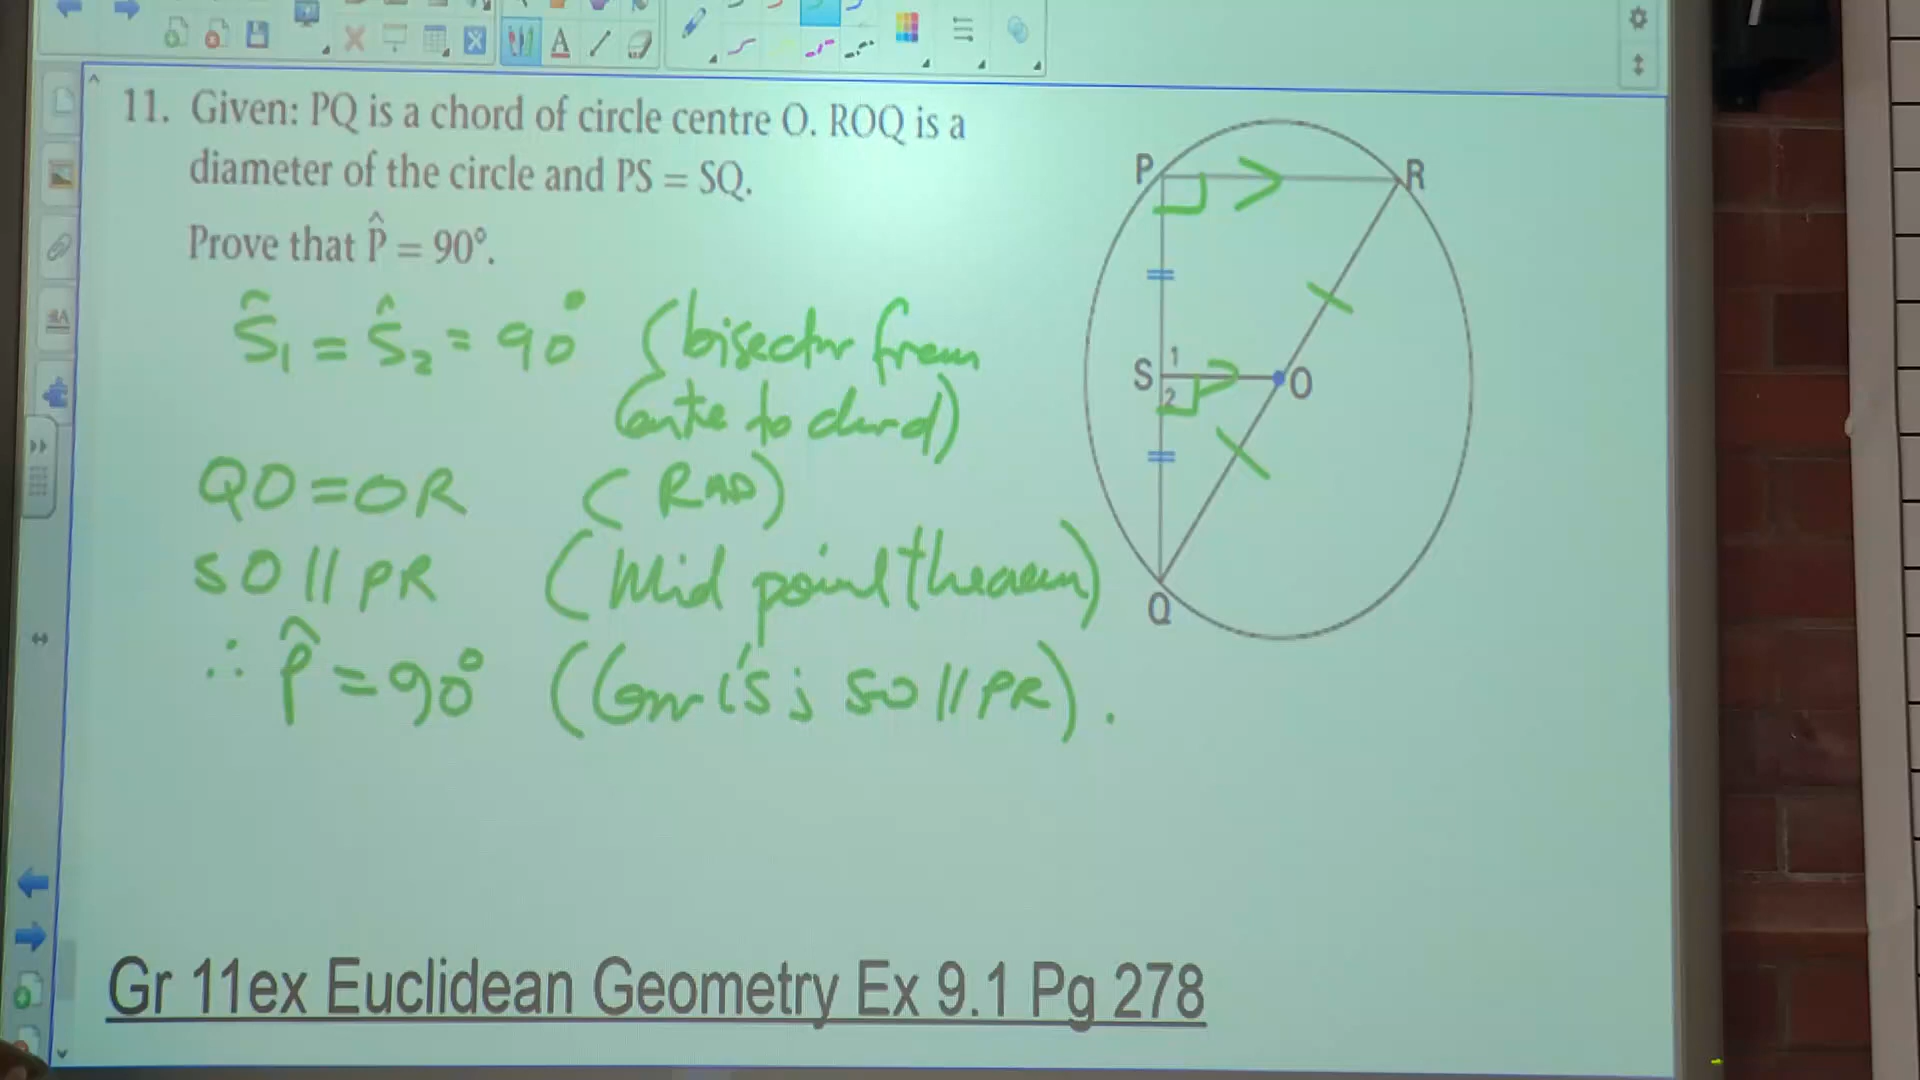 11. Given: PQ is a chord of circle centre O. ROQ is a
diameter of the circle and PS = SQ.
Prove that P̂ = 90°.
Ŝ₁ = Ŝ₂ = 90° (bisector from
centre to chord)
QO = OR (RAD)
SO // PR (Mid point theorem)
∴ P̂ = 90° (Corr ∠'s; SO // PR).
P
R
S
1
2
O
Q
Gr 11ex Euclidean Geometry Ex 9.1 Pg 278